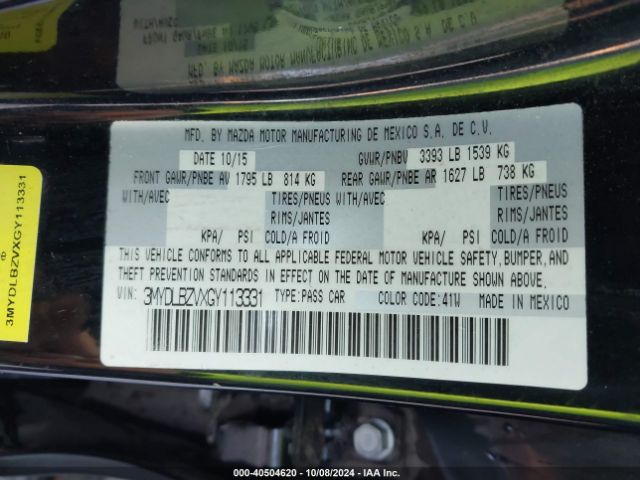 MFD. BY MAZDA MOTOR MANUFACTURING DE MEXICO S.A. DE C.V.
DATE 10/15 GVWR/PNBV 3393 LB 1539 KG
FRONT GAWR/PNBE AV 1795 LB 814 KG REAR GAWR/PNBE AR 1627 LB 738 KG
WITH/AVEC TIRES/PNEUS WITH/AVEC TIRES/PNEUS
RIMS/JANTES RIMS/JANTES
KPA/ PSI COLD/A FROID KPA/ PSI COLD/A FROID
THIS VEHICLE CONFORMS TO ALL APPLICABLE FEDERAL MOTOR VEHICLE SAFETY, BUMPER, AND
THEFT PREVENTION STANDARDS IN EFFECT ON THE DATE OF MANUFACTURE SHOWN ABOVE.
VIN: 3MYDLBZVXGY113331 TYPE:PASS CAR COLOR CODE:41W MADE IN MEXICO
3MYDLBZVXGY113331
000-40504620 - 10/08/2024 - IAA Inc.